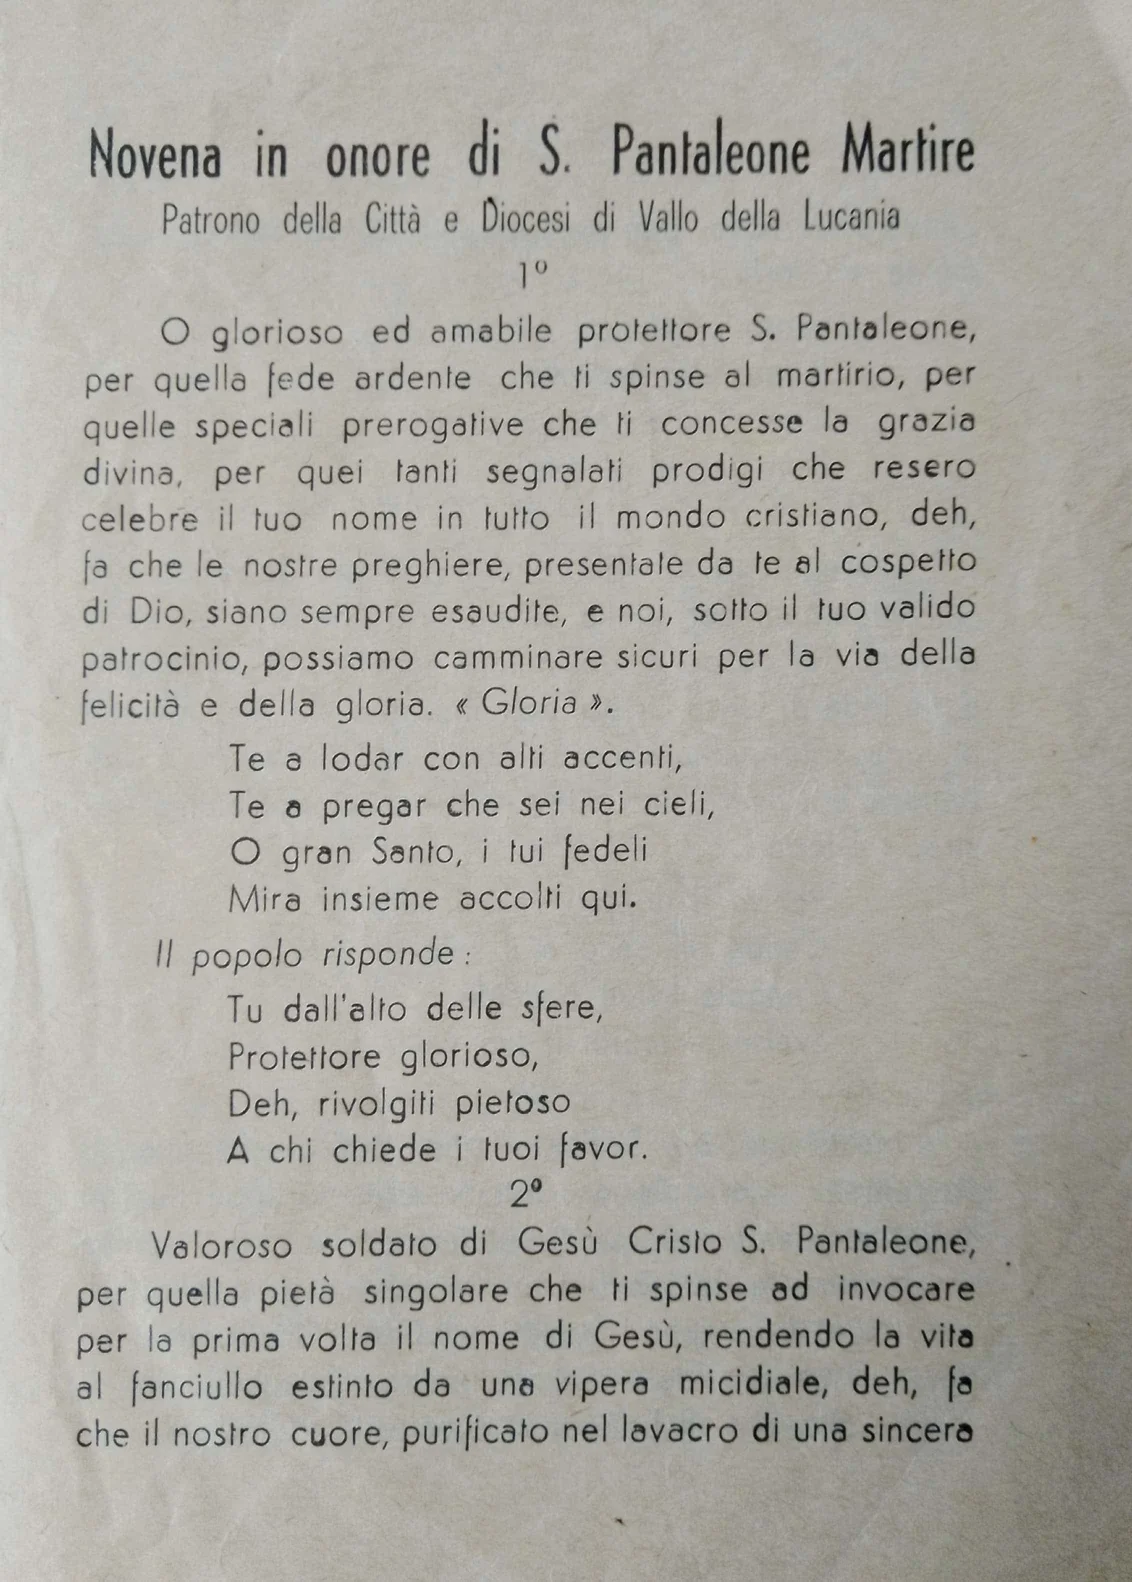 Novena in onore di S. Pantaleone Martire
Patrono della Città e Diocesi di Vallo della Lucania
1º
O glorioso ed amabile protettore S. Pantaleone,
per quella fede ardente che ti spinse al martirio, per
quelle speciali prerogative che ti concesse la grazia
divina, per quei tanti segnalati prodigi che resero
celebre il tuo nome in tutto il mondo cristiano, deh,
fa che le nostre preghiere, presentate da te al cospetto
di Dio, siano sempre esaudite, e noi, sotto il tuo valido
patrocinio, possiamo camminare sicuri per la via della
felicità e della gloria. « Gloria ».
Te a lodar con alti accenti,
Te a pregar che sei nei cieli,
O gran Santo, i tui fedeli
Mira insieme accolti qui.
Il popolo risponde :
Tu dall'alto delle sfere,
Protettore glorioso,
Deh, rivolgiti pietoso
A chi chiede i tuoi favor.
2º
Valoroso soldato di Gesù Cristo S. Pantaleone,
per quella pietà singolare che ti spinse ad invocare
per la prima volta il nome di Gesù, rendendo la vita
al fanciullo estinto da una vipera micidiale, deh, fa
che il nostro cuore, purificato nel lavacro di una sincera